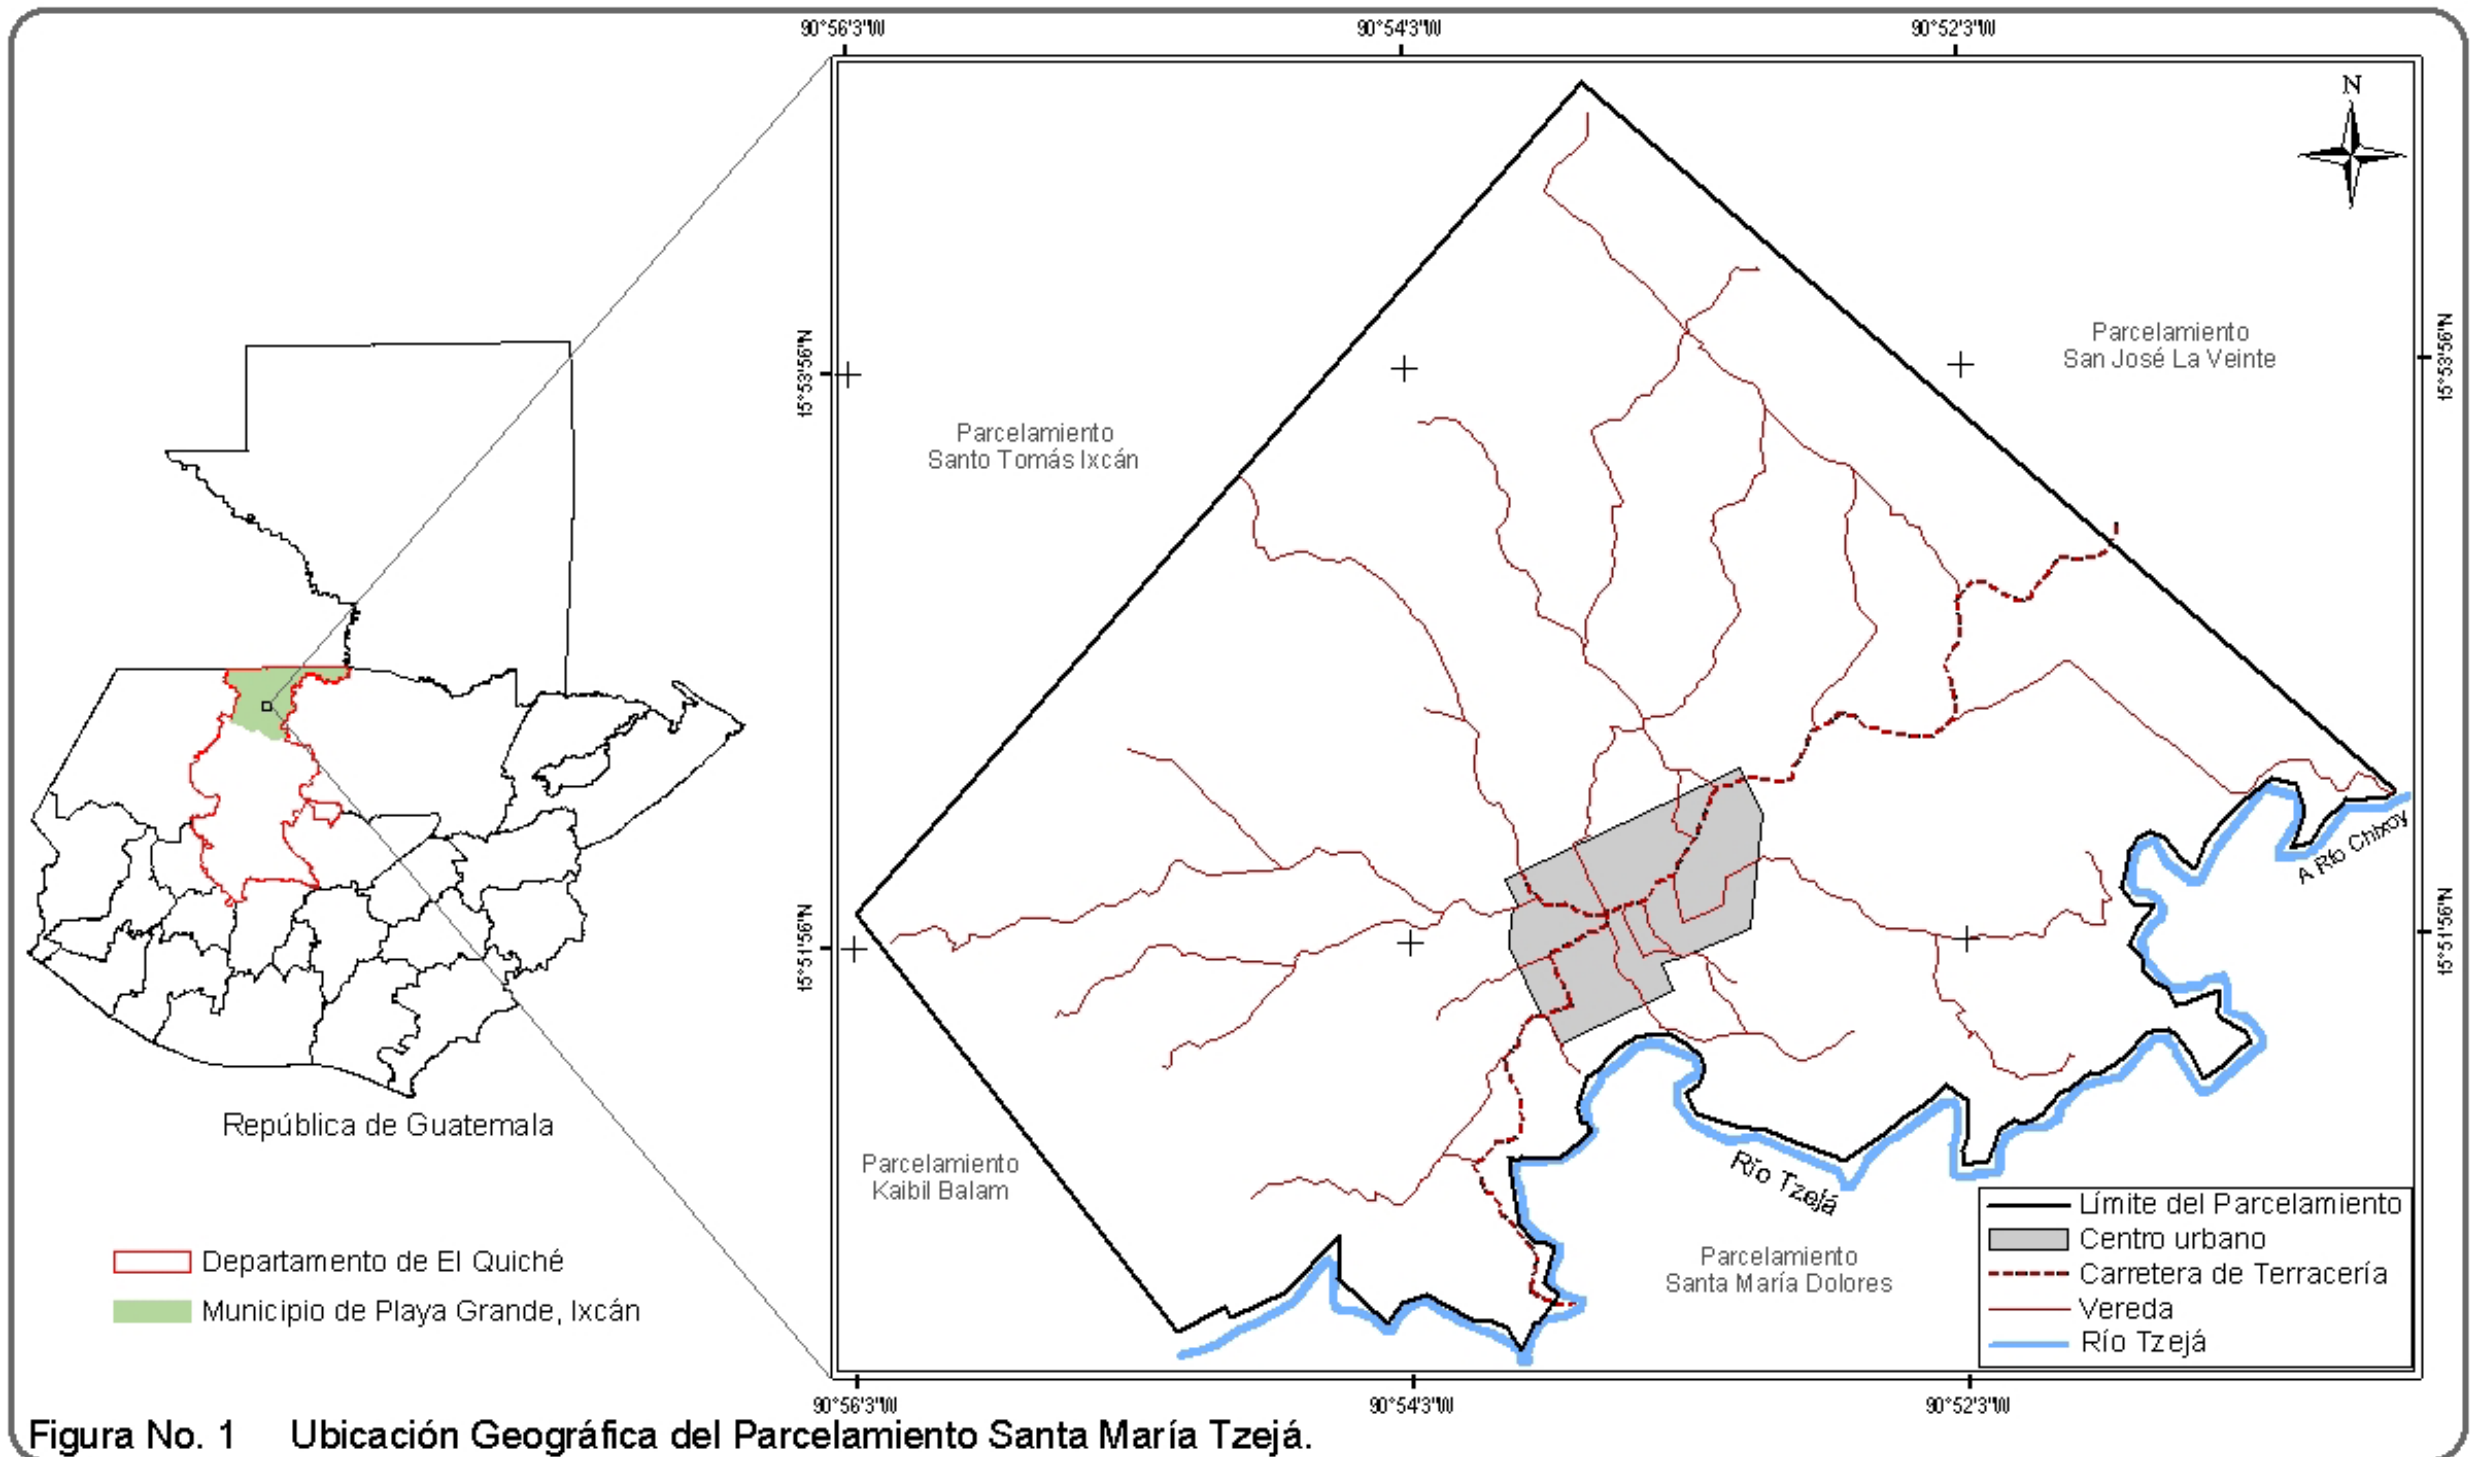 90°56'3"W
90°54'3"W
90°52'3"W
N
15°53'56"N
15°53'56"N
Parcelamiento
San José La Veinte
Parcelamiento
Santo Tomás Ixcán
A Río Chixoy
15°51'56"N
15°51'56"N
República de Guatemala
Parcelamiento
Kaibil Balam
Río Tzejá
Parcelamiento
Santa María Dolores
Departamento de El Quiché
Municipio de Playa Grande, Ixcán
Límite del Parcelamiento
Centro urbano
Carretera de Terracería
Vereda
Río Tzejá
90°56'3"W
90°54'3"W
90°52'3"W
Figura No. 1 Ubicación Geográfica del Parcelamiento Santa María Tzejá.